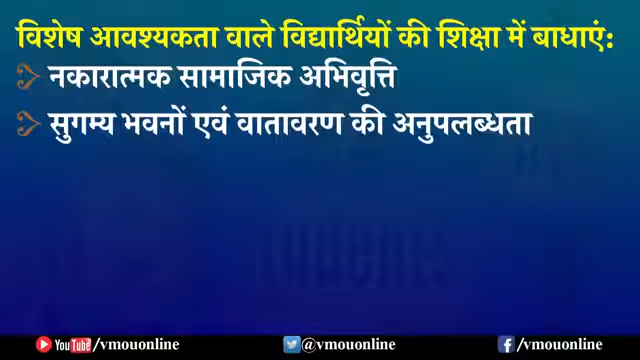 विशेष आवश्यकता वाले विद्यार्थियों की शिक्षा में बाधाएं:
नकारात्मक सामाजिक अभिवृत्ति
सुगम्य भवनों एवं वातावरण की अनुपलब्धता
YouTube /vmouonline @vmouonline f /vmouonline